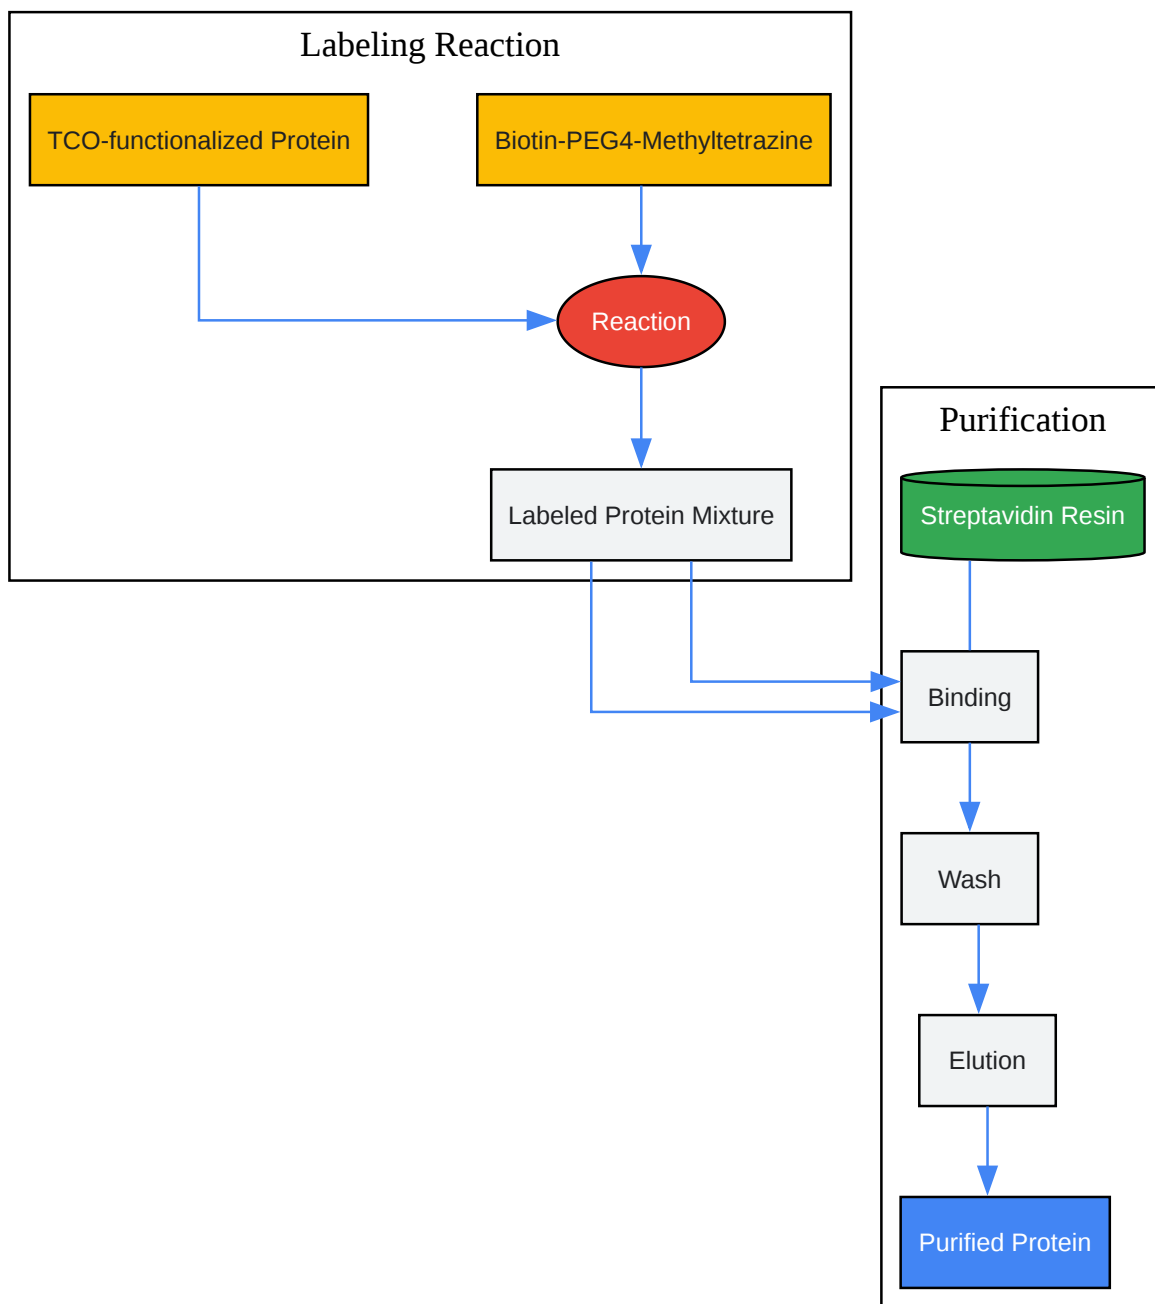 Labeling Reaction
TCO-functionalized Protein
Biotin-PEG4-Methyltetrazine
Reaction
Labeled Protein Mixture
Purification
Streptavidin Resin
Binding
Wash
Elution
Purified Protein